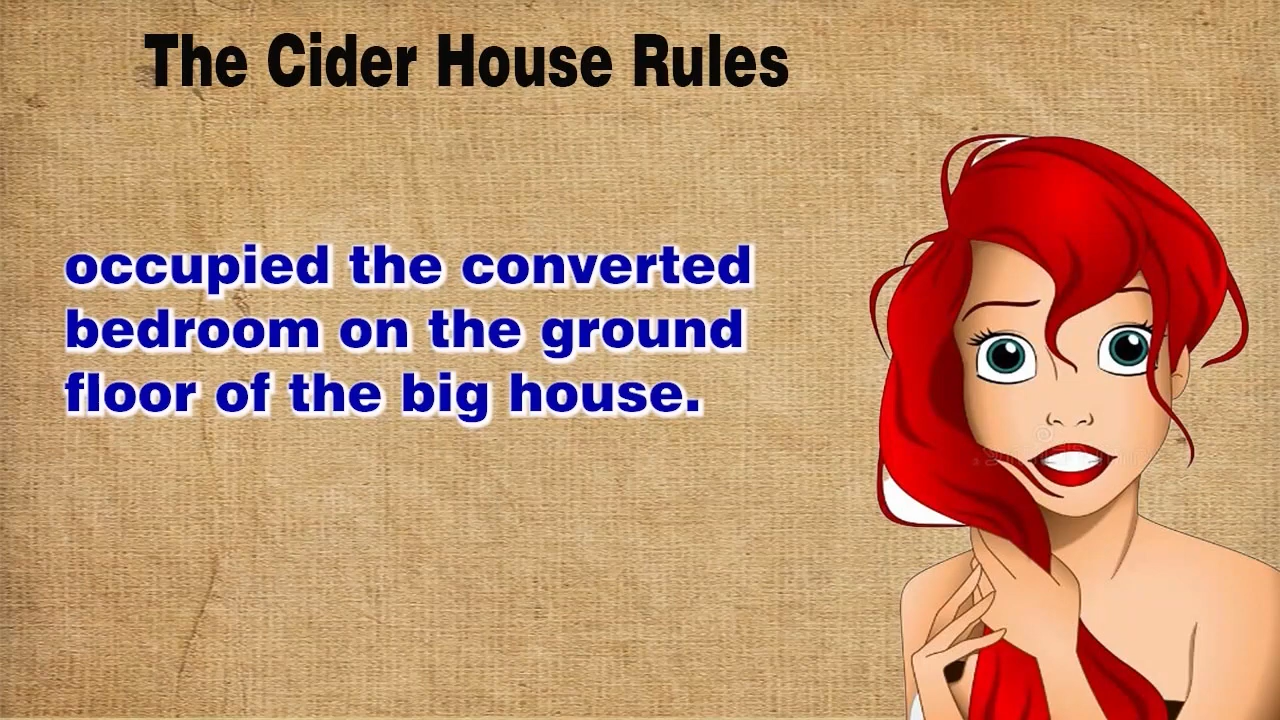 The Cider House Rules
occupied the converted
bedroom on the ground
floor of the big house.